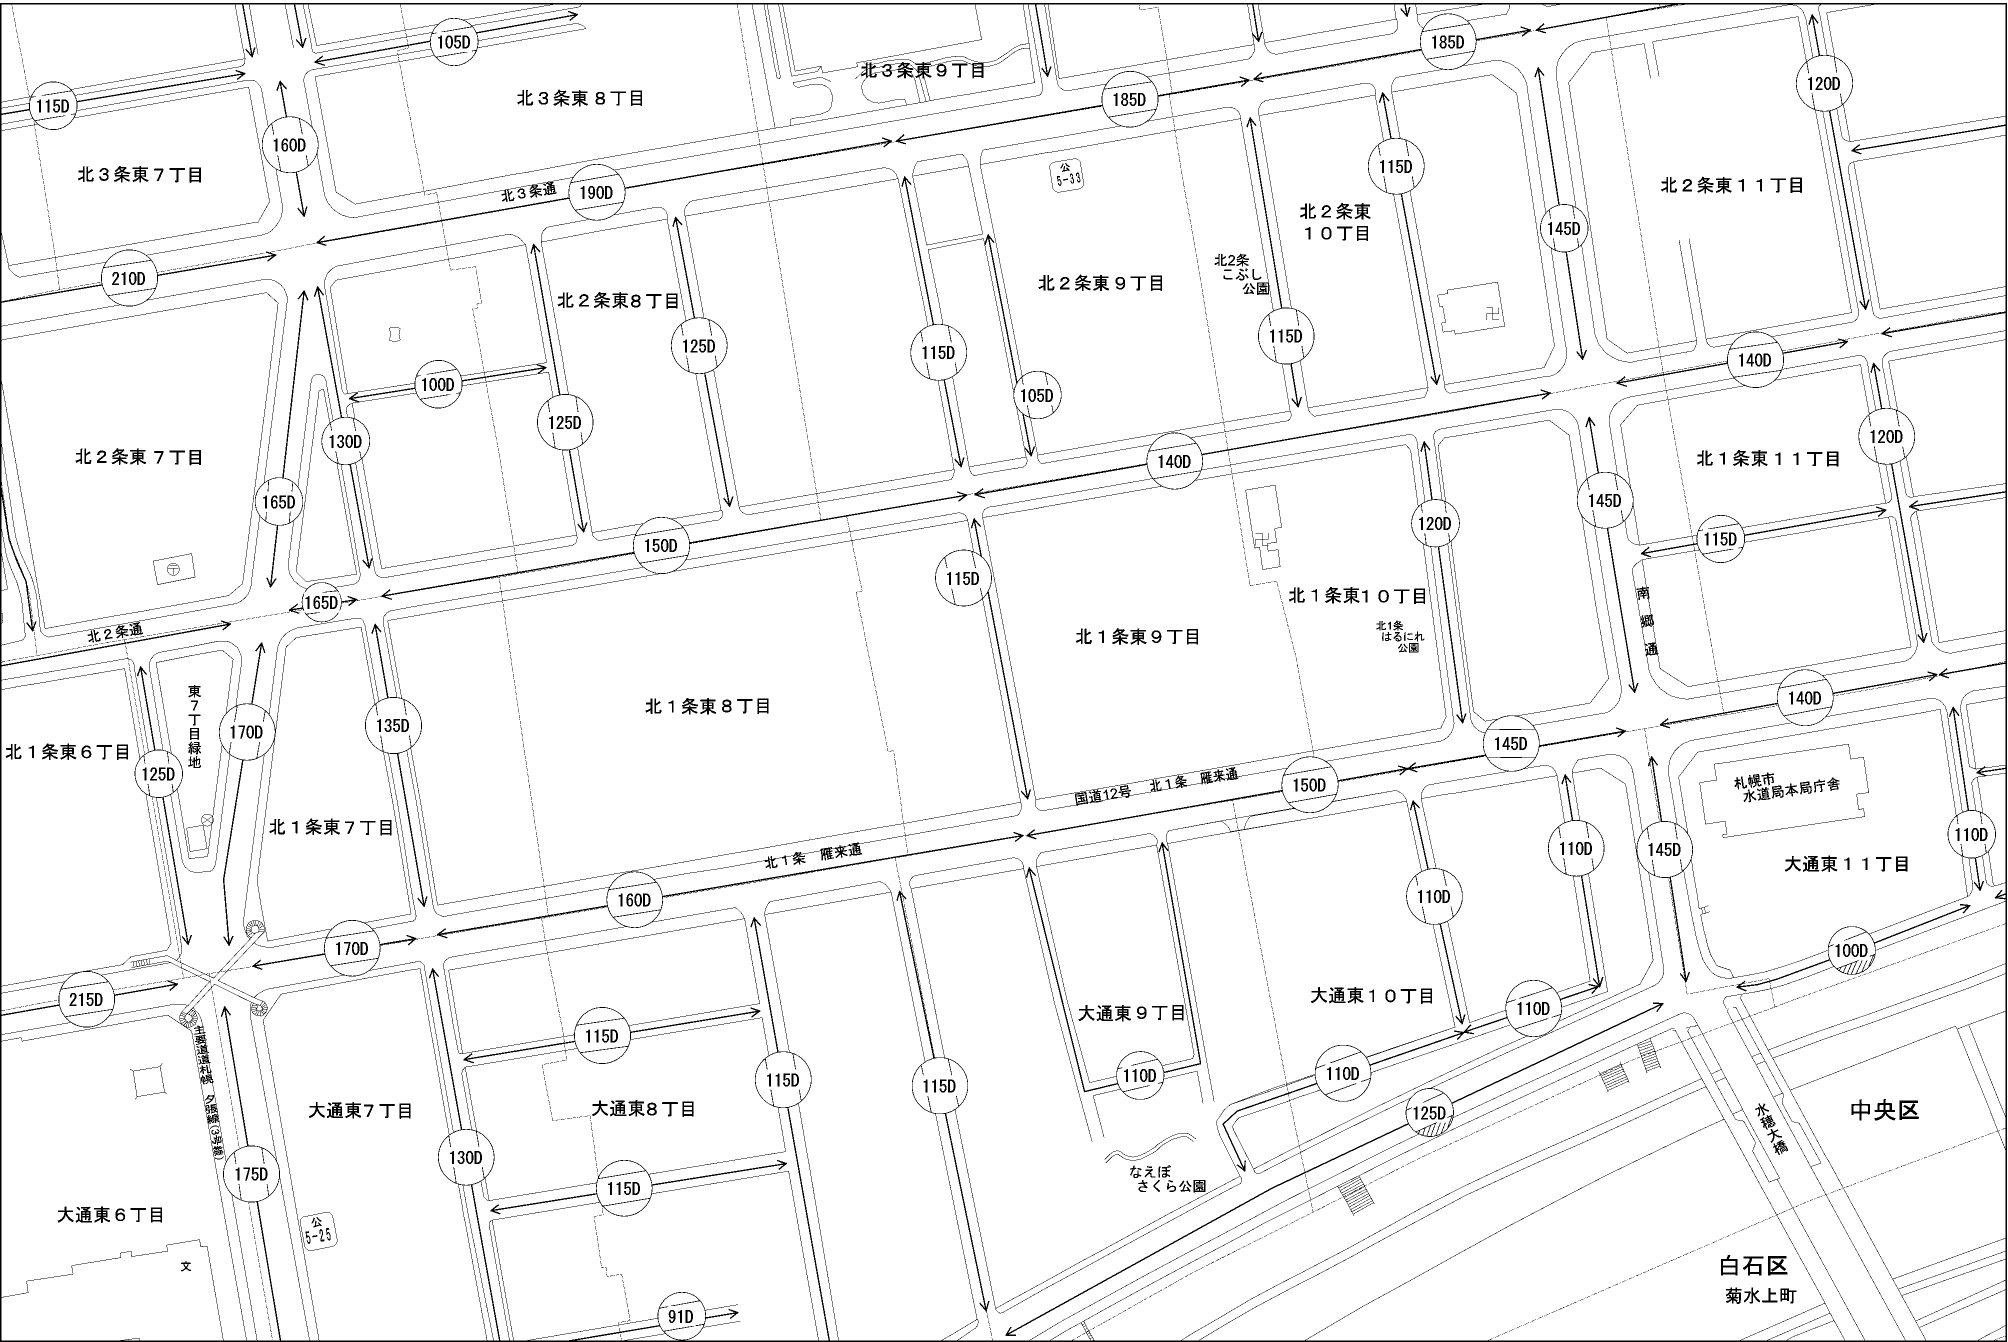 105D
185D
115D
北3条東8丁目
北3条東9丁目
185D
120D
160D
北3条東7丁目
公
5-33
115D
北2条東11丁目
北3条通
190D
北2条東
10丁目
145D
210D
北2条東8丁目
北2条東9丁目
北2条
こぶし
公園
125D
115D
115D
140D
100D
105D
125D
130D
120D
北2条東7丁目
140D
北1条東11丁目
165D
145D
120D
150D
115D
115D
165D
北1条東10丁目
南郷通
北2条通
北1条東9丁目
北1条
はるにれ
公園
東7丁目緑地
北1条東8丁目
140D
135D
170D
145D
北1条東6丁目
125D
国道12号 北1条 雁来通
150D
札幌市
水道局本局庁舎
北1条東7丁目
110D
北1条 雁来通
110D
145D
大通東11丁目
160D
110D
170D
100D
215D
大通東10丁目
110D
大通東9丁目
主要道道札幌 夕張線(3号線)
115D
115D
115D
110D
110D
大通東7丁目
大通東8丁目
125D
中央区
水穂大橋
130D
175D
115D
なえぼ
さくら公園
大通東6丁目
公
5-25
文
白石区
菊水上町
91D